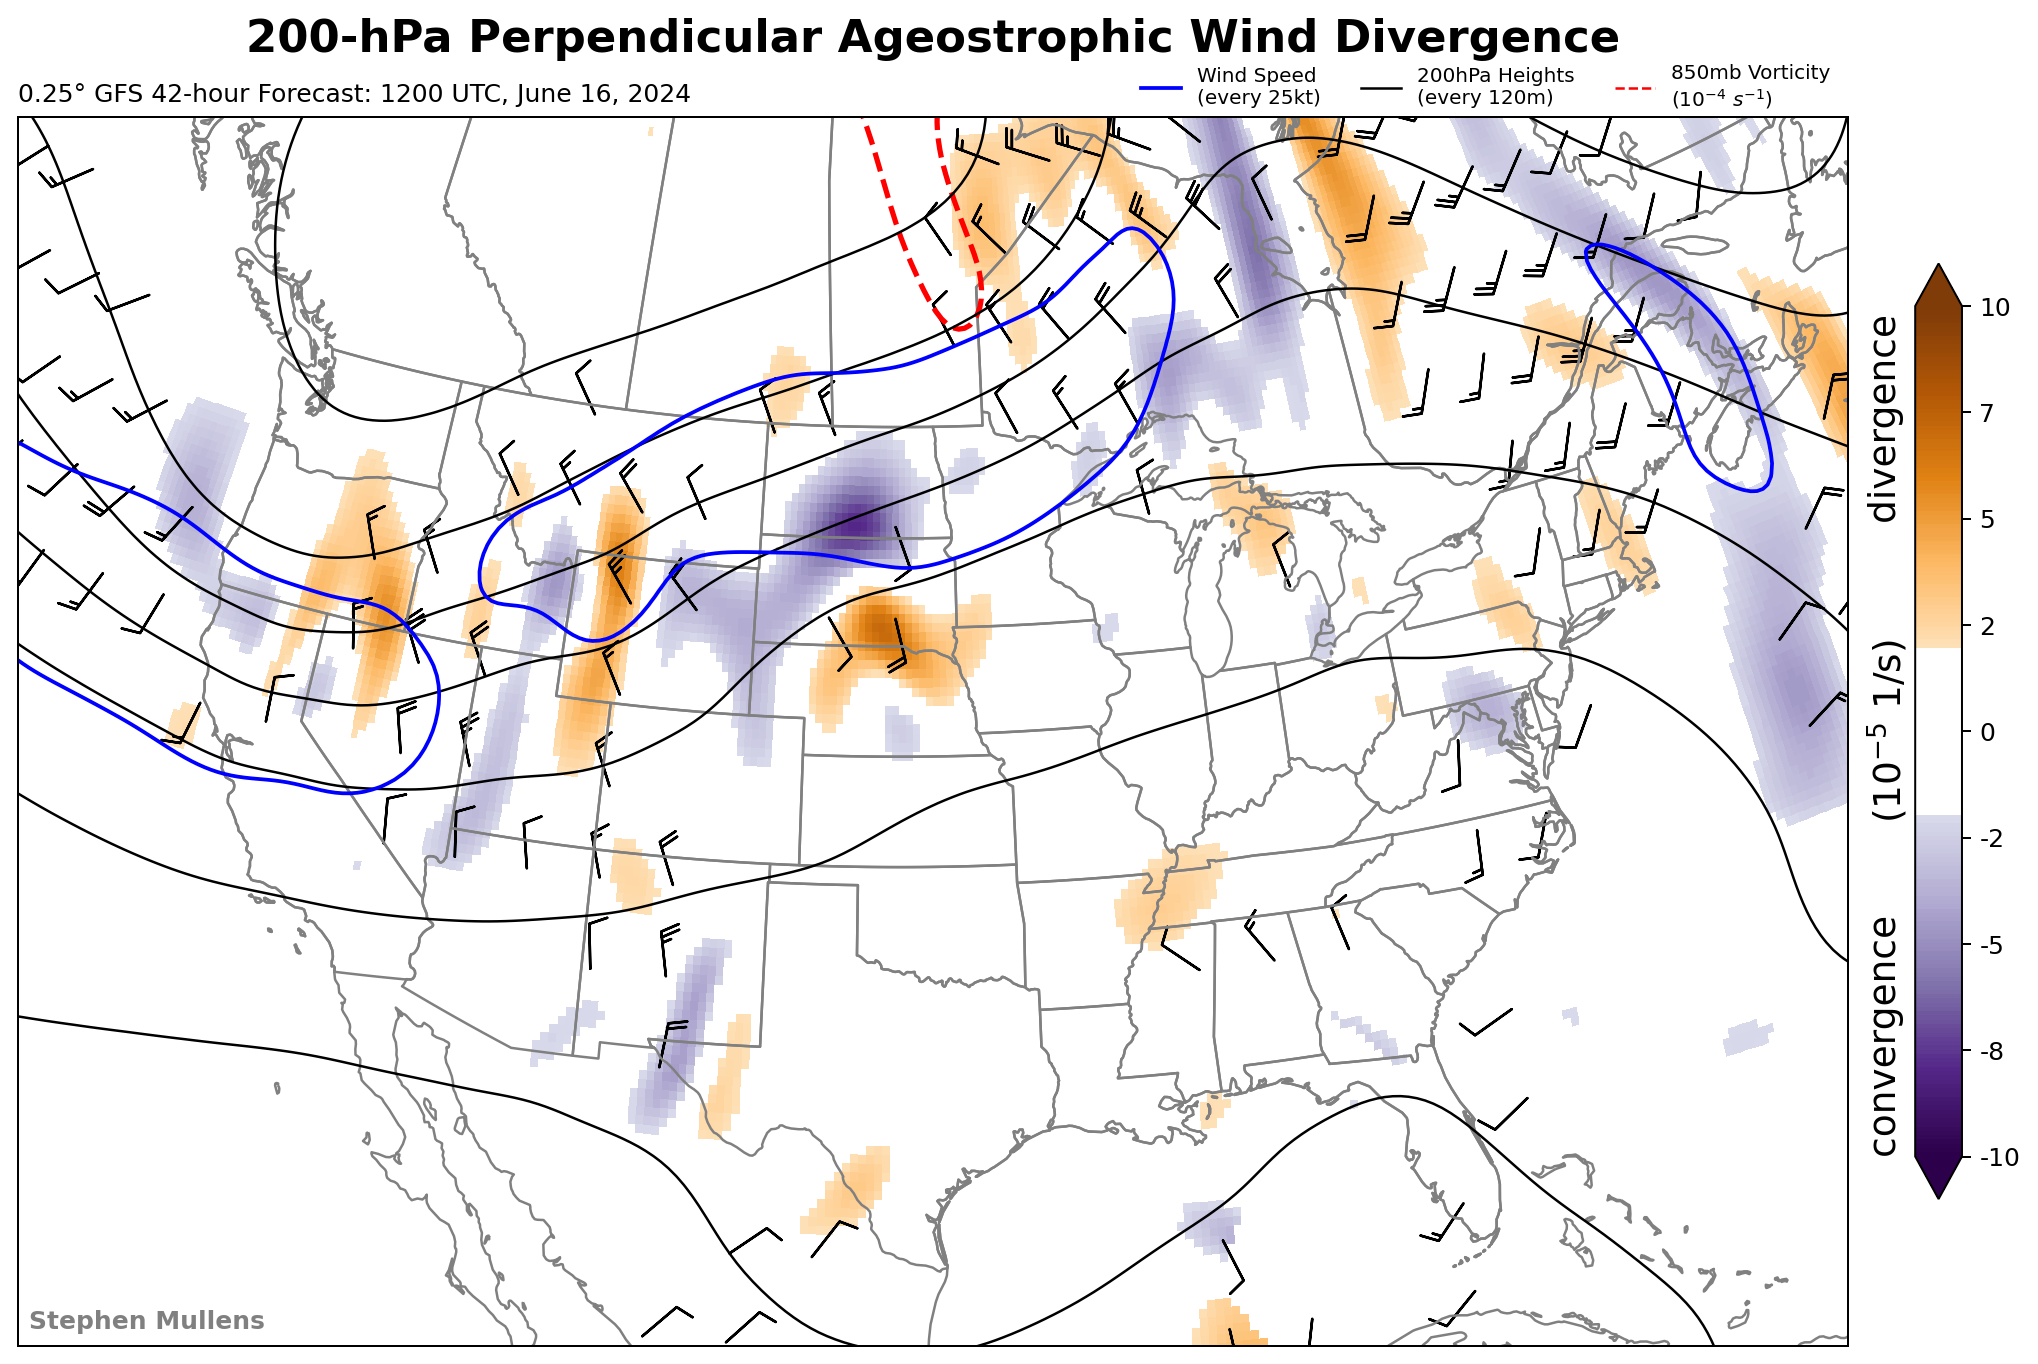 200-hPa Perpendicular Ageostrophic Wind Divergence
0.25° GFS 42-hour Forecast: 1200 UTC, June 16, 2024
Wind Speed
(every 25kt)
200hPa Heights
(every 120m)
850mb Vorticity
(10⁻⁴ s⁻¹)
10
7
5
2
0
-2
-5
-8
-10
convergence (10⁻⁵ 1/s) divergence
Stephen Mullens